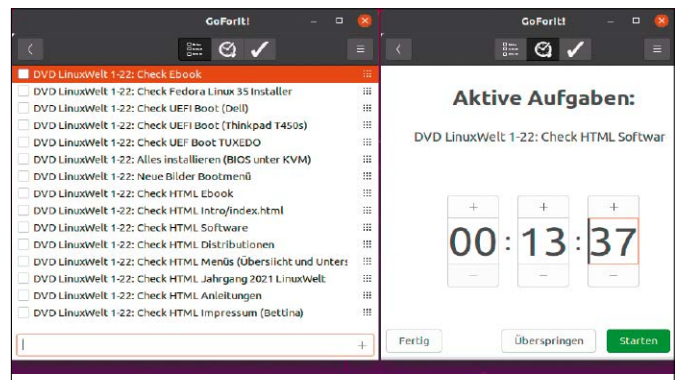 GoForIt!
DVD LinuxWelt 1-22: Check Ebook
DVD LinuxWelt 1-22: Check Fedora Linux 35 Installer
DVD LinuxWelt 1-22: Check UEFI Boot (Dell)
DVD LinuxWelt 1-22: Check UEFI Boot (Thinkpad T450s)
DVD LinuxWelt 1-22: Check UEF Boot TUXEDO
DVD LinuxWelt 1-22: Alles installieren (BIOS unter KVM)
DVD LinuxWelt 1-22: Neue Bilder Bootmenü
DVD LinuxWelt 1-22: Check HTML Ebook
DVD LinuxWelt 1-22: Check HTML Intro/index.html
DVD LinuxWelt 1-22: Check HTML Software
DVD LinuxWelt 1-22: Check HTML Distributionen
DVD LinuxWelt 1-22: Check HTML Menüs (Überslicht und Unters
DVD LinuxWelt 1-22: Check HTML Jahrgang 2021 LinuxWelt
DVD LinuxWelt 1-22: Check HTML Anleitungen
DVD LinuxWelt 1-22: Check HTML Impressum (Bettina)
GoForIt!
Aktive Aufgaben:
DVD LinuxWelt 1-22: Check HTML Softwar
00 : 13 : 37
Fertig Überspringen Starten